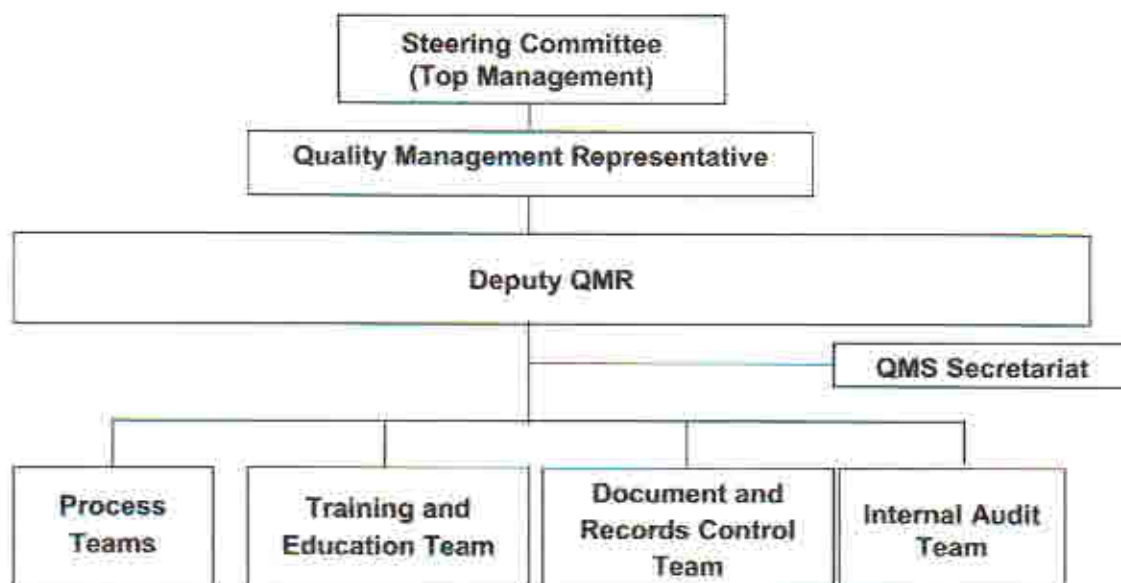 Steering Committee
(Top Management)
Quality Management Representative
Deputy QMR
QMS Secretariat
Process
Teams
Training and
Education Team
Document and
Records Control
Team
Internal Audit
Team